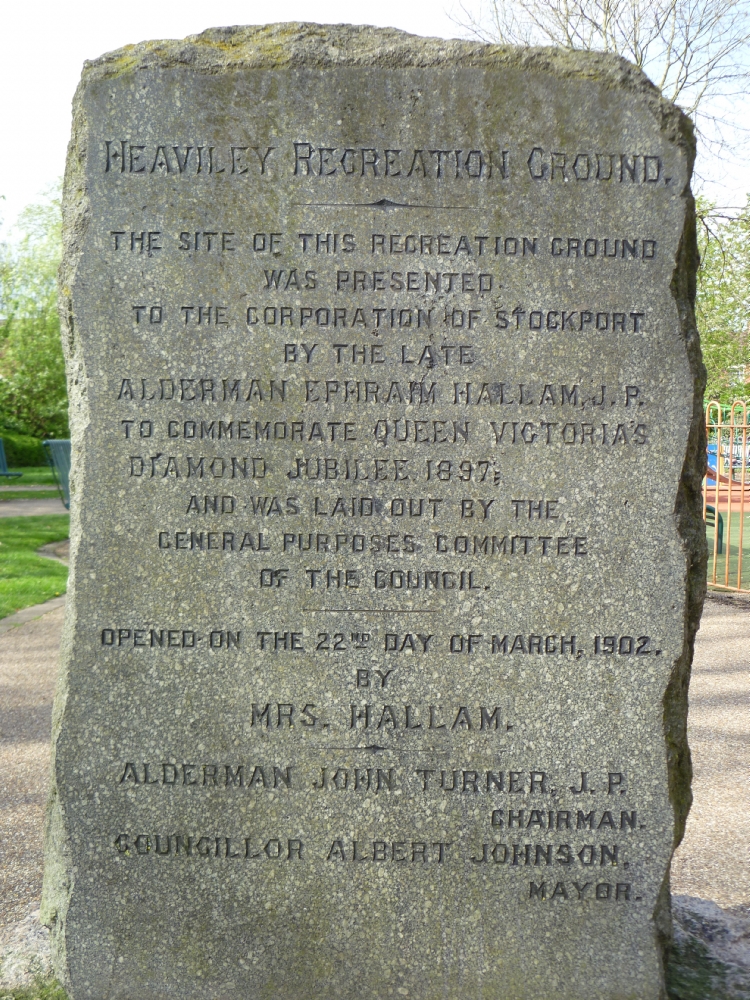 HEAVILEY RECREATION GROUND.
THE SITE OF THIS RECREATION GROUND
WAS PRESENTED
TO THE CORPORATION OF STOCKPORT
BY THE LATE
ALDERMAN EPHRAIM HALLAM, J.P.
TO COMMEMORATE QUEEN VICTORIA'S
DIAMOND JUBILEE 1897;
AND WAS LAID OUT BY THE
GENERAL PURPOSES COMMITTEE
OF THE COUNCIL.
OPENED ON THE 22ND DAY OF MARCH, 1902.
BY
MRS. HALLAM.
ALDERMAN JOHN TURNER, J.P.
CHAIRMAN.
COUNCILLOR ALBERT JOHNSON,
MAYOR.